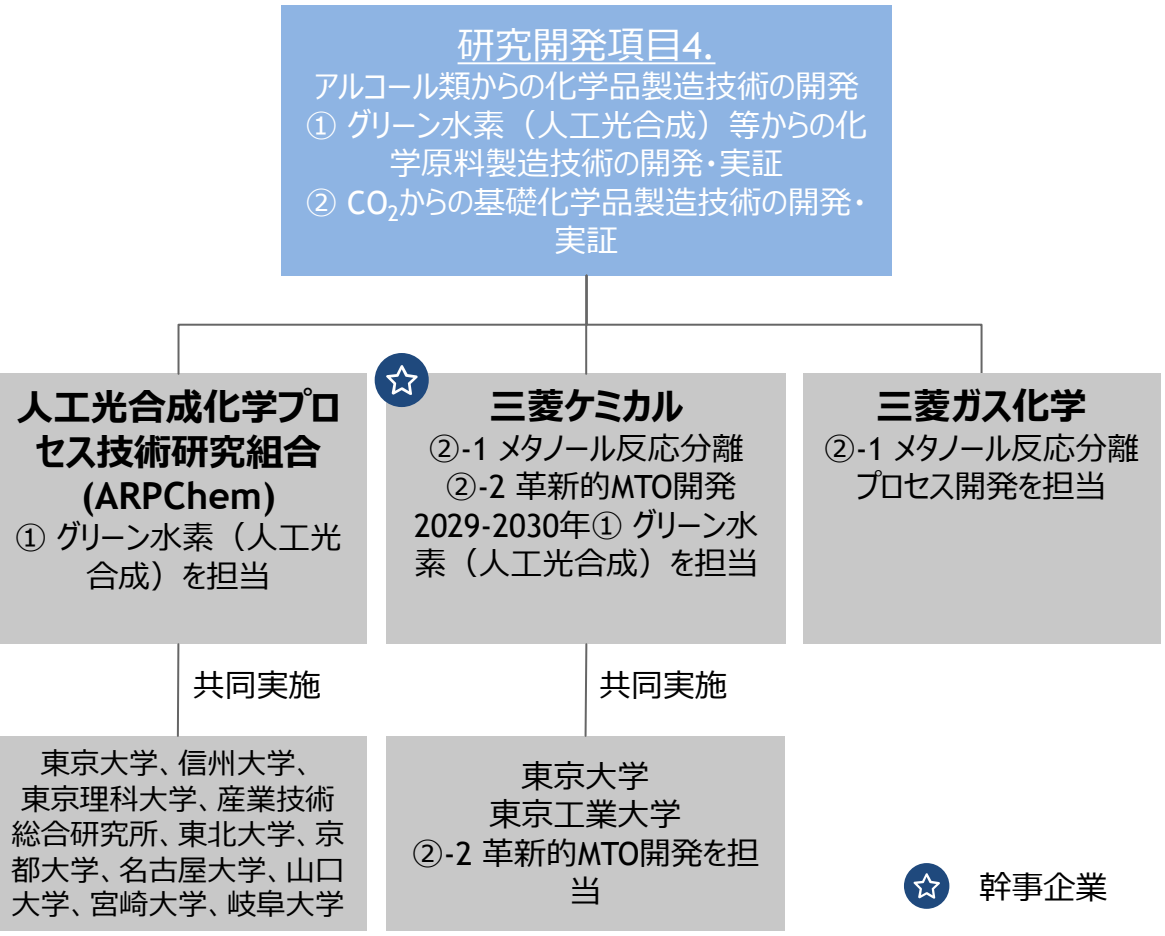 研究開発項目4.
アルコール類からの化学品製造技術の開発
① グリーン水素（人工光合成）等からの化
学原料製造技術の開発・実証
② CO₂からの基礎化学品製造技術の開発・
実証
人工光合成化学プロ
セス技術研究組合
(ARPChem)
① グリーン水素（人工光
合成）を担当
三菱ケミカル
②-1 メタノール反応分離
②-2 革新的MTO開発
2029-2030年① グリーン水
素（人工光合成）を担当
三菱ガス化学
②-1 メタノール反応分離
プロセス開発を担当
共同実施
共同実施
東京大学、信州大学、
東京理科大学、産業技術
総合研究所、東北大学、京
都大学、名古屋大学、山口
大学、宮崎大学、岐阜大学
東京大学
東京工業大学
②-2 革新的MTO開発を担
当
幹事企業